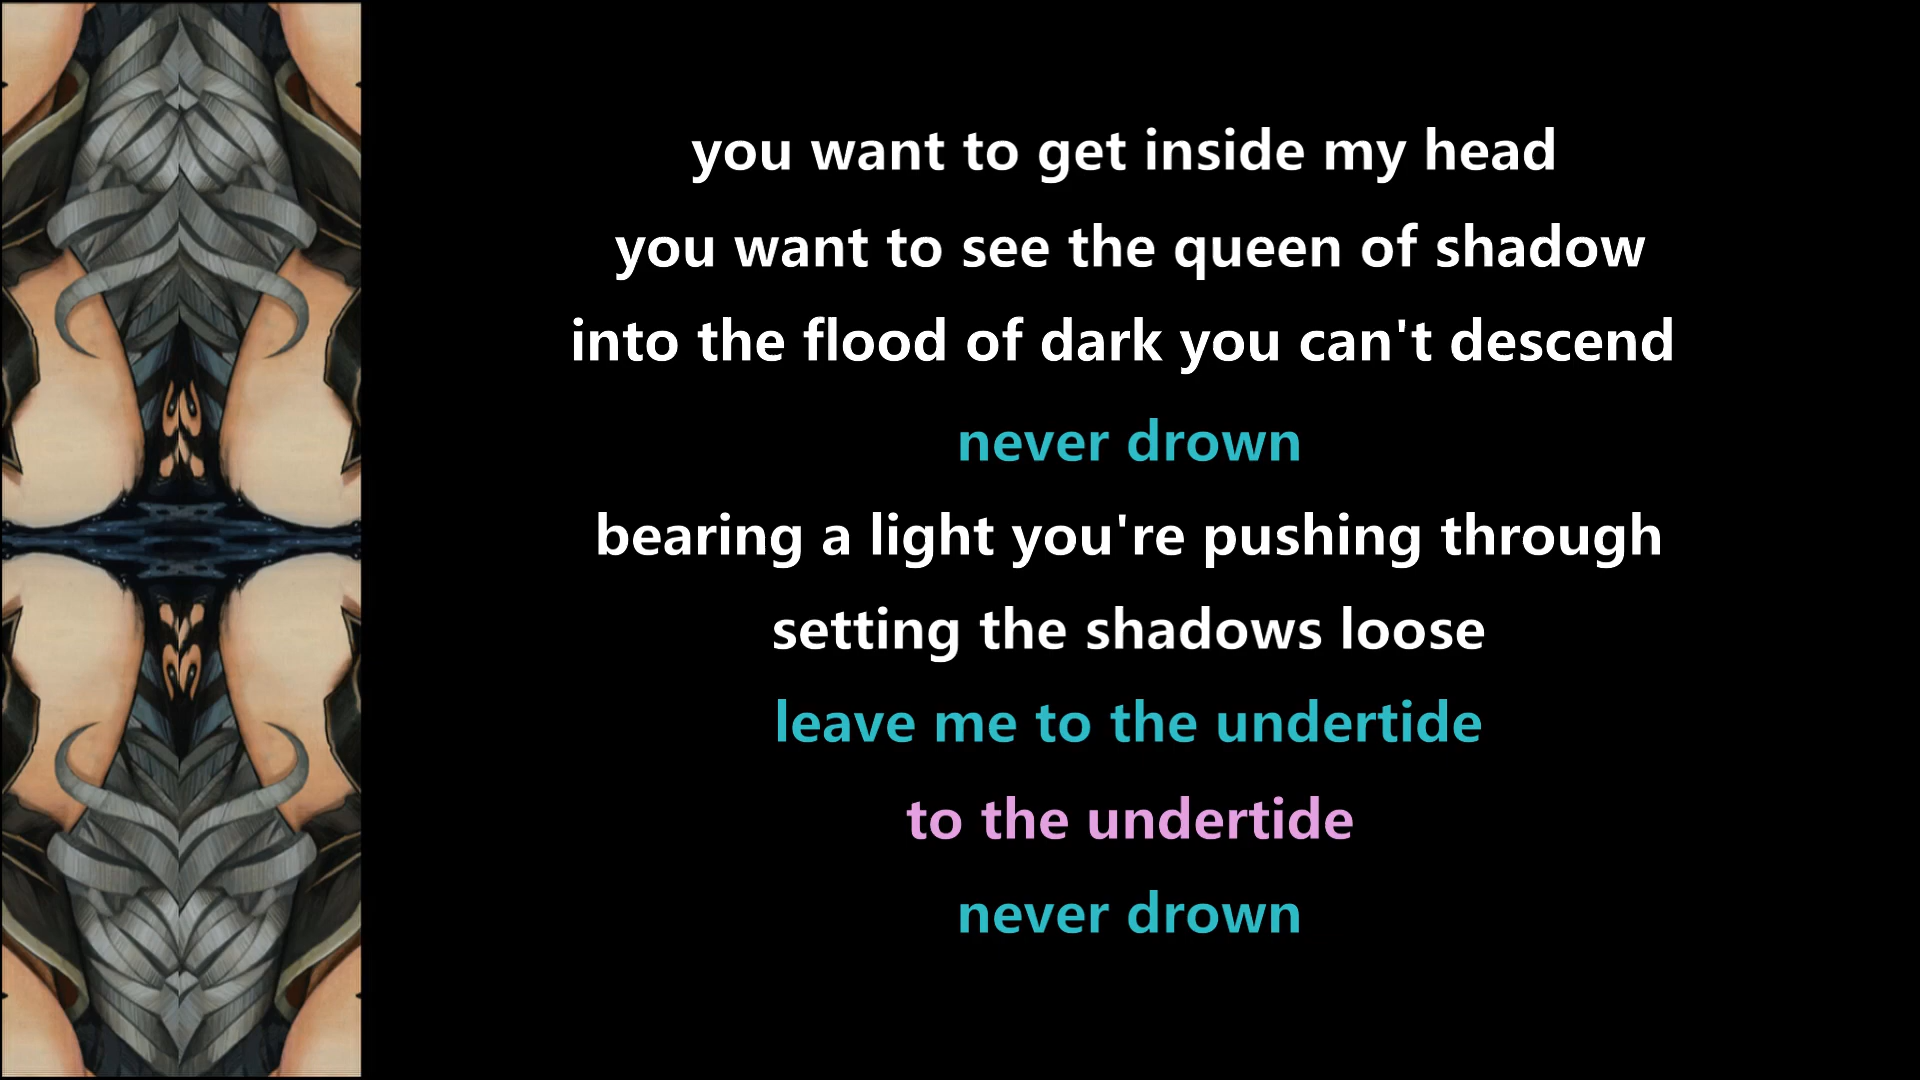 you want to get inside my head
you want to see the queen of shadow
into the flood of dark you can't descend
never drown
bearing a light you're pushing through
setting the shadows loose
leave me to the undertide
to the undertide
never drown